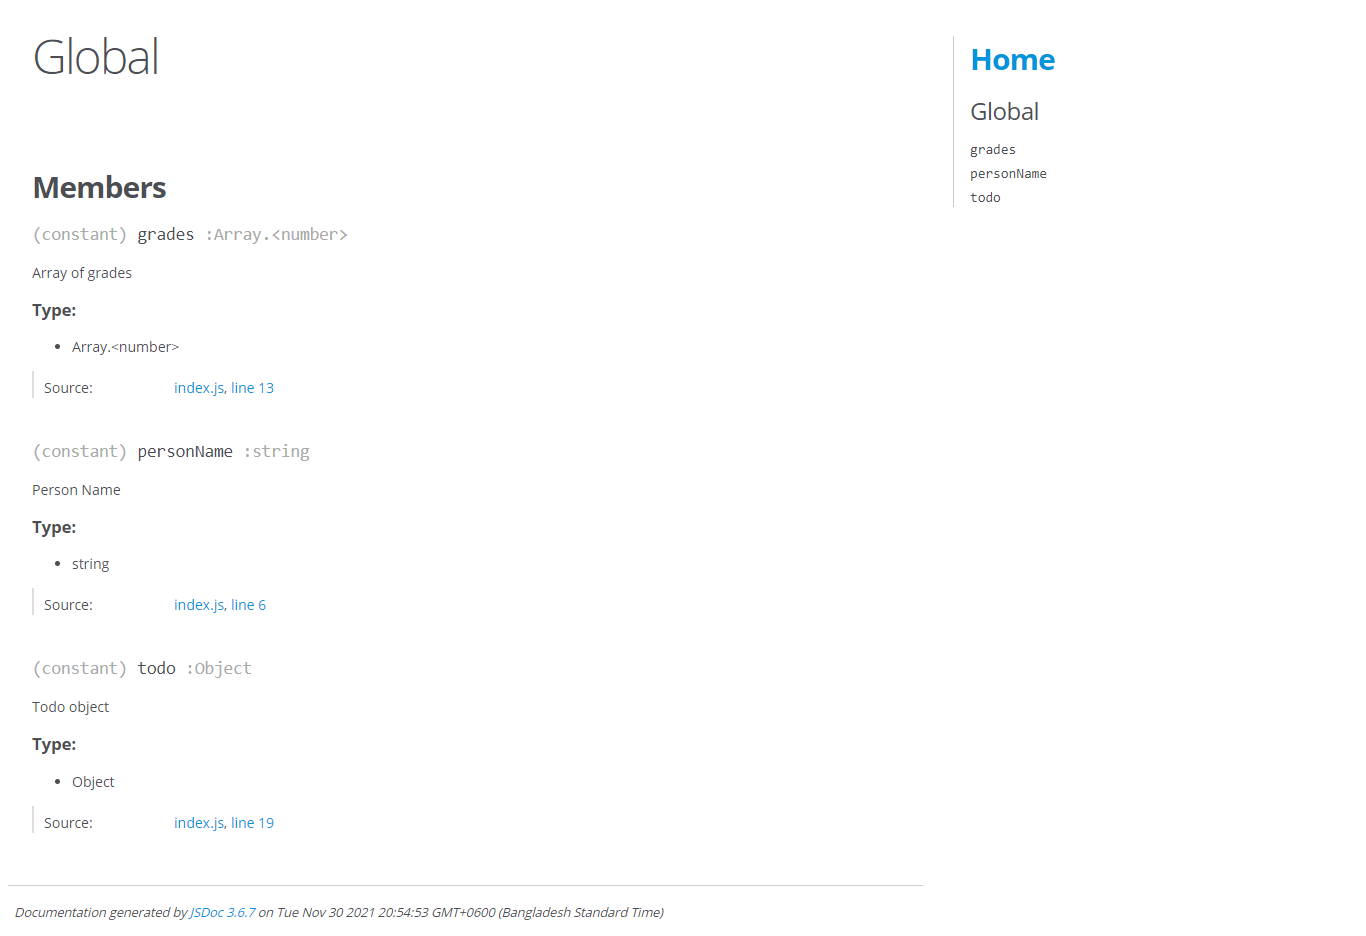 Global
Members
(constant) grades :Array.<number>
Array of grades
Type:
• Array.<number>
Source: index.js, line 13
(constant) personName :string
Person Name
Type:
• string
Source: index.js, line 6
(constant) todo :Object
Todo object
Type:
• Object
Source: index.js, line 19
Home
Global
grades
personName
todo
Documentation generated by JSDoc 3.6.7 on Tue Nov 30 2021 20:54:53 GMT+0600 (Bangladesh Standard Time)